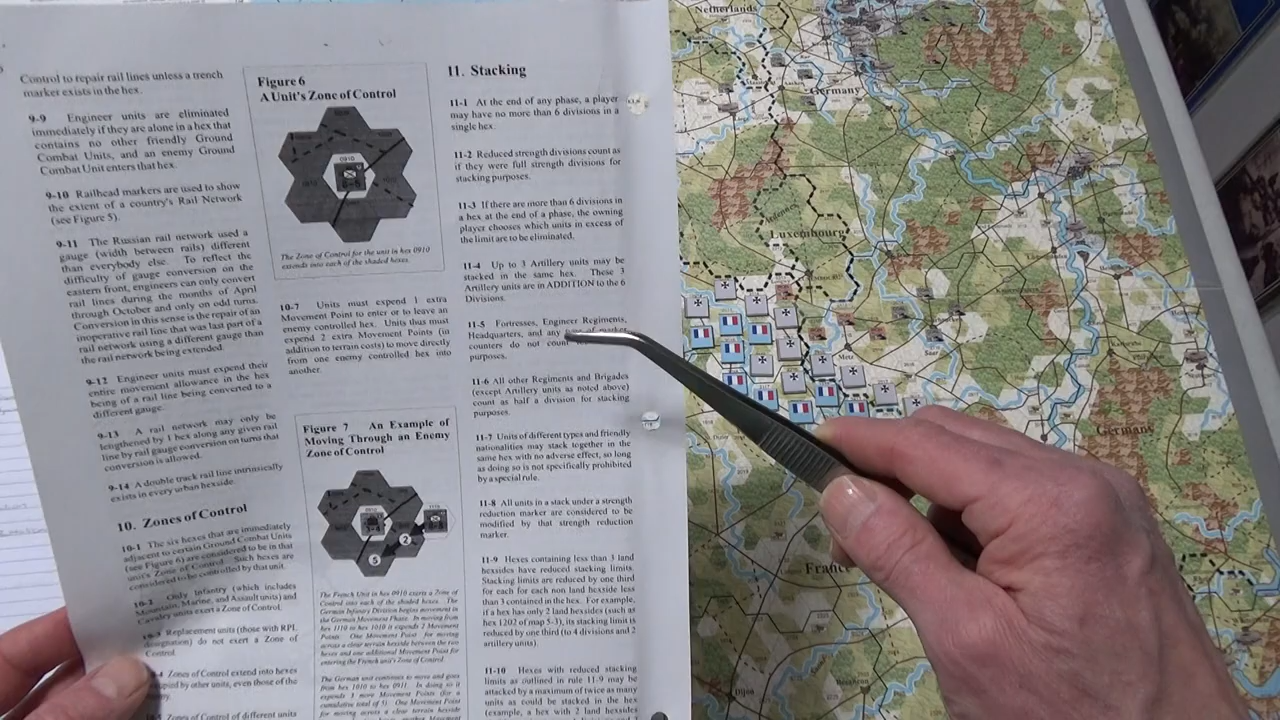 Control to repair rail lines unless a trench
marker exists in the hex.
9-9 Engineer units are eliminated
immediately if they are alone in a hex that
contains no other friendly Ground
Combat Units, and an enemy Ground
Combat Unit enters that hex.
9-10 Railhead markers are used to show
the extent of a country's Rail Network
(see Figure 5).
9-11 The Russian rail network used a
gauge (width between rails) different
than everybody else. To reflect the
difficulty of gauge conversion on the
eastern front, engineers can only convert
rail lines during the months of April
through October and only on odd turns.
Conversion in this sense is the repair of an
inoperative rail line that was last part of a
rail network using a different gauge than
the rail network being extended.
9-12 Engineer units must expend their
entire movement allowance in the hex
being of a rail line being converted to a
different gauge.
9-13 A rail network may only be
lengthened by 1 hex along any given rail
line by rail gauge conversion on turns that
conversion is allowed.
9-14 A double track rail line intrinsically
exists in every urban hexside.
10. Zones of Control
10-1 The six hexes that are immediately
adjacent to certain Ground Combat Units
(see Figure 6) are considered to be in that
unit's Zone of Control. Such hexes are
considered to be controlled by that unit.
10-2 Only Infantry (which includes
Mountain, Marine, and Assault units) and
Cavalry units exert a Zone of Control.
Replacement units (those with RPL
designation) do not exert a Zone of
Control.
Zones of Control extend into hexes
occupied by other units, even those of the
Zones of Control of different units
Figure 6
A Unit's Zone of Control
0910
The Zone of Control for the unit in hex 0910
extends into each of the shaded hexes.
10-7 Units must expend 1 extra
Movement Point to enter or to leave an
enemy controlled hex. Units thus must
expend 2 extra Movement Points (in
addition to terrain costs) to move directly
from one enemy controlled hex into
another.
Figure 7 An Example of
Moving Through an Enemy
Zone of Control
2
5
The French Unit in hex 0910 exerts a Zone of
Control into each of the shaded hexes. The
German Infantry Division begins movement in
the German Movement Phase. In moving from
hex 1110 to hex 1010 it expends 2 Movement
Points. One Movement Point for moving
across a clear terrain hexside between the two
hexes and one additional Movement Point for
entering the French unit's Zone of Control.
The German unit continues to move and goes
from hex 1010 to hex 0911. In doing so it
expends 3 more Movement Points (for a
cumulative total of 5). One Movement Point
for moving across a clear terrain
11. Stacking
11-1 At the end of any phase, a player
may have no more than 6 divisions in a
single hex.
11-2 Reduced strength divisions count as
if they were full strength divisions for
stacking purposes.
11-3 If there are more than 6 divisions in
a hex at the end of a phase, the owning
player chooses which units in excess of
the limit are to be eliminated.
11-4 Up to 3 Artillery units may be
stacked in the same hex. These 3
Artillery units are in ADDITION to the 6
Divisions.
11-5 Fortresses, Engineer Regiments,
Headquarters, and any
counters do not count
purposes.
11-6 All other Regiments and Brigades
(except Artillery units as noted above)
count as half a division for stacking
purposes.
11-7 Units of different types and friendly
nationalities may stack together in the
same hex with no adverse effect, so long
as doing so is not specifically prohibited
by a special rule.
11-8 All units in a stack under a strength
reduction marker are considered to be
modified by that strength reduction
marker.
11-9 Hexes containing less than 3 land
hexsides have reduced stacking limits.
Stacking limits are reduced by one third
for each for each non land hexside less
than 3 contained in the hex. For example,
if a hex has only 2 land hexsides (such as
hex 1202 of map 5-3), its stacking limit is
reduced by one third (to 4 divisions and 2
artillery units).
11-10 Hexes with reduced stacking
limits as outlined in rule 11.9 may be
attacked by a maximum of twice as many
units as could be stacked in the hex
(example, a hex with 2 land hexsides
Netherlands
Germany
Luxembourg
Metz
Saar
Germany
France
Dijon